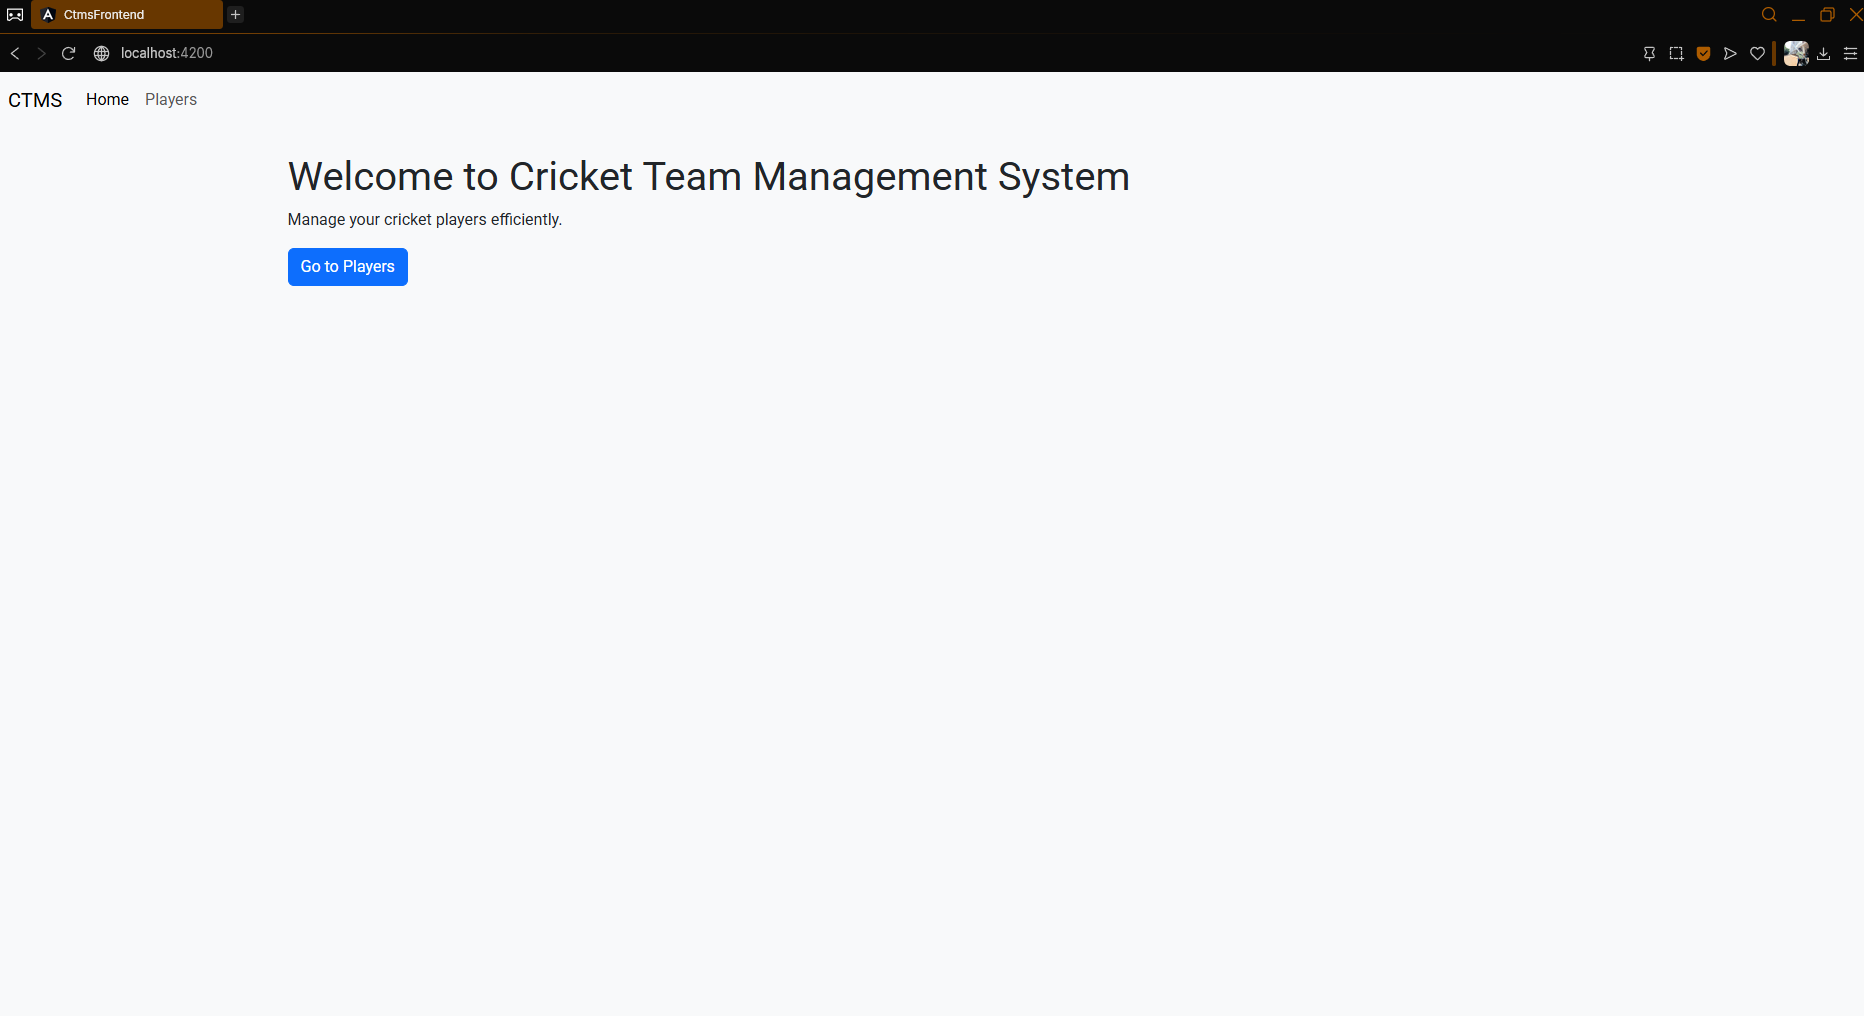 CtmsFrontend
localhost:4200
CTMS Home Players
Welcome to Cricket Team Management System
Manage your cricket players efficiently.
Go to Players